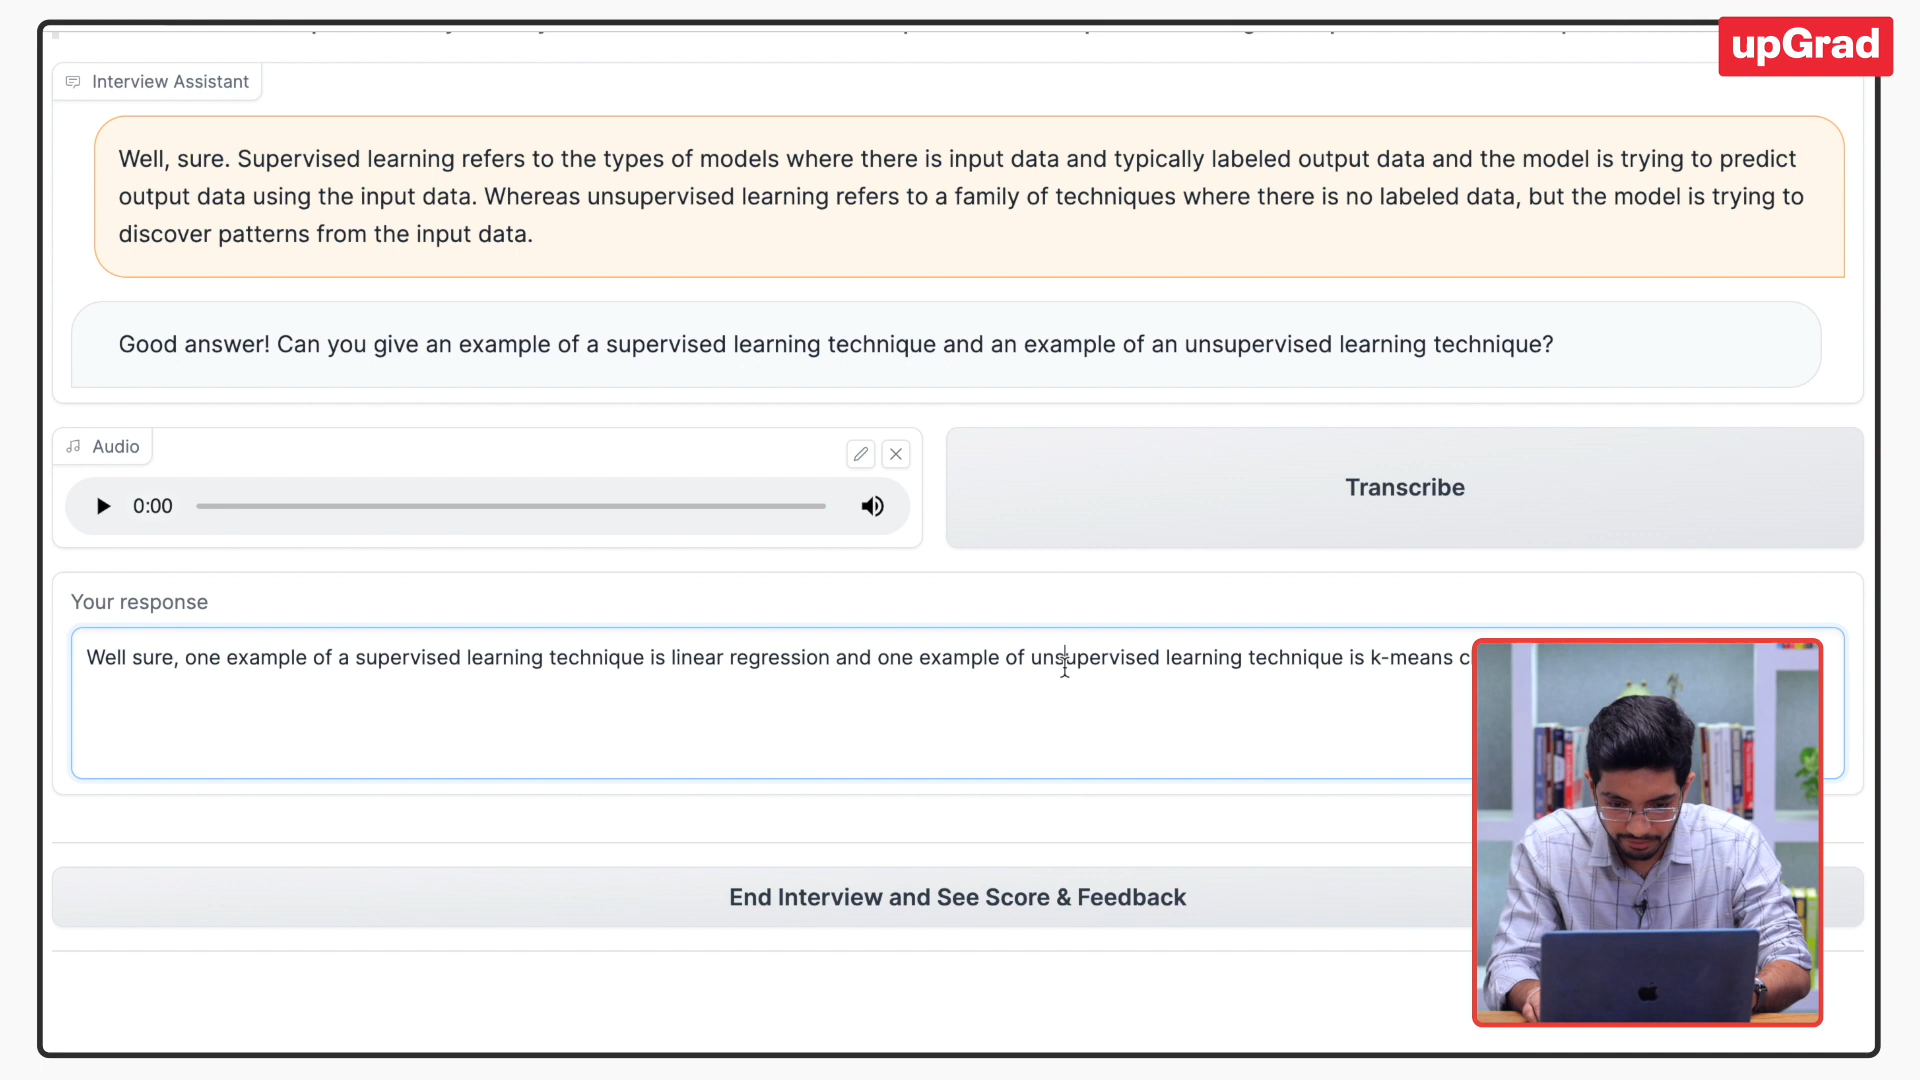 upGrad
Interview Assistant
Well, sure. Supervised learning refers to the types of models where there is input data and typically labeled output data and the model is trying to predict
output data using the input data. Whereas unsupervised learning refers to a family of techniques where there is no labeled data, but the model is trying to
discover patterns from the input data.
Good answer! Can you give an example of a supervised learning technique and an example of an unsupervised learning technique?
Audio
0:00
Transcribe
Your response
Well sure, one example of a supervised learning technique is linear regression and one example of unsupervised learning technique is k-means
End Interview and See Score & Feedback